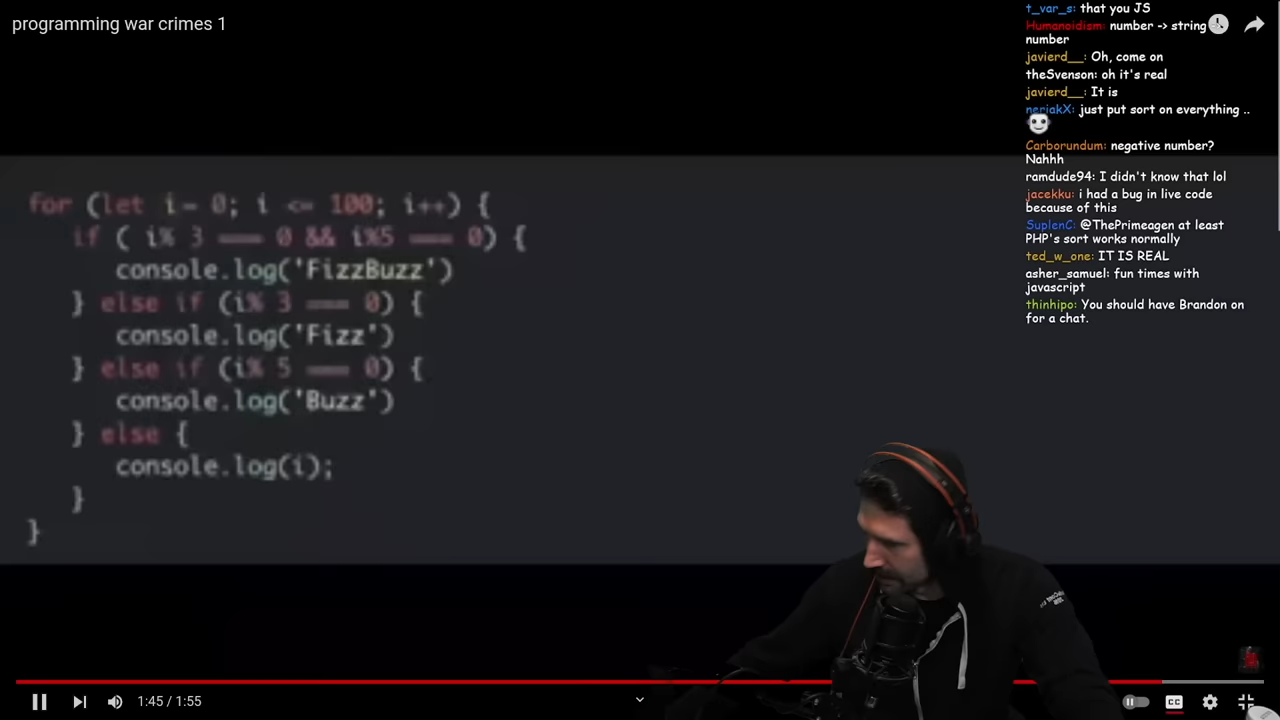 programming war crimes 1
for (let i= 0; i <= 100; i++) {
if ( i% 3 === 0 && i%5 === 0) {
console.log('FizzBuzz')
} else if (i% 3 === 0) {
console.log('Fizz')
} else if (i% 5 === 0) {
console.log('Buzz')
} else {
console.log(i);
}
}
t_var_s: that you JS
Humanoidism: number -> string
number
javierd__: Oh, come on
theSvenson: oh it's real
javierd__: It is
neriakX: just put sort on everything ..
Carborundum: negative number?
Nahhh
ramdude94: I didn't know that lol
jacekku: i had a bug in live code
because of this
SuplenC: @ThePrimeagen at least
PHP's sort works normally
ted_w_one: IT IS REAL
asher_samuel: fun times with
javascript
thinhipo: You should have Brandon on
for a chat.
1:45 / 1:55
CC